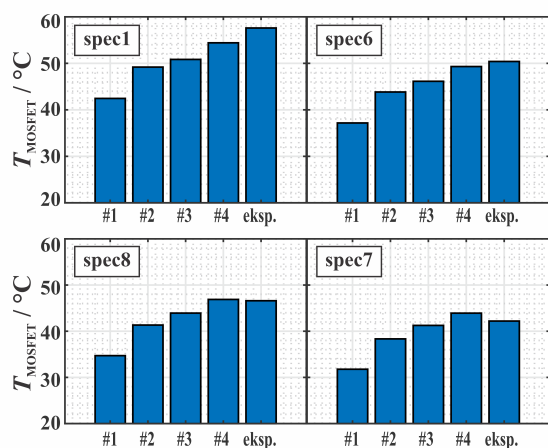 spec1
60
50
40
30
20
T_MOSFET / °C
#1 #2 #3 #4 eksp.
spec6
#1 #2 #3 #4 eksp.
spec8
60
50
40
30
20
T_MOSFET / °C
#1 #2 #3 #4 eksp.
spec7
#1 #2 #3 #4 eksp.